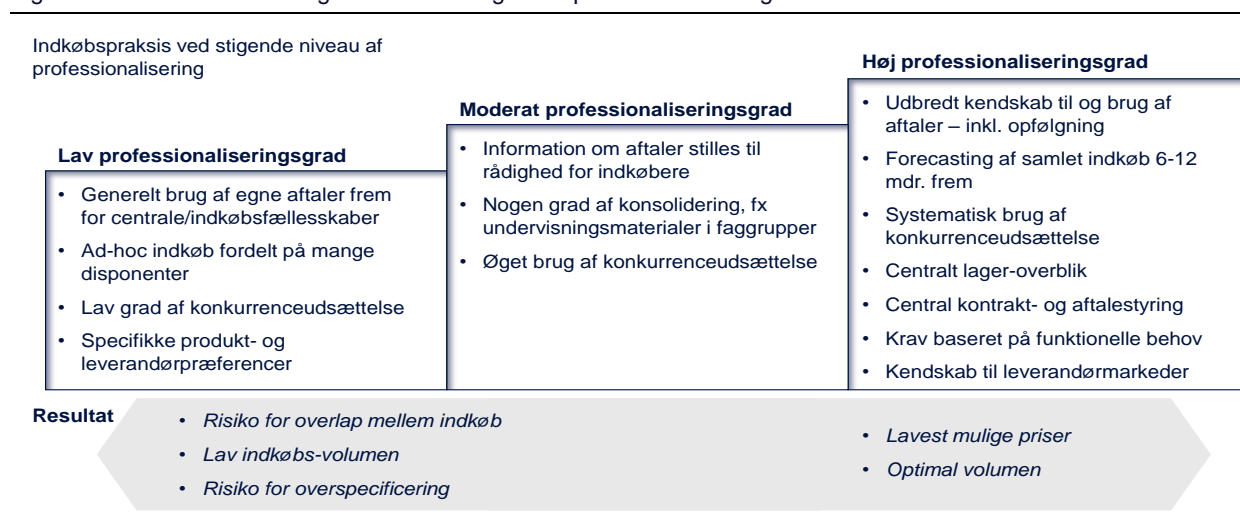 Indkøbspraksis ved stigende niveau af
professionalisering
Lav professionaliseringsgrad
• Generelt brug af egne aftaler frem
for centrale/indkøbsfællesskaber
• Ad-hoc indkøb fordelt på mange
disponenter
• Lav grad af konkurrenceudsættelse
• Specifikke produkt- og
leverandørpræferencer
Moderat professionaliseringsgrad
• Information om aftaler stilles til
rådighed for indkøbere
• Nogen grad af konsolidering, fx
undervisningsmaterialer i faggrupper
• Øget brug af konkurrenceudsættelse
Høj professionaliseringsgrad
• Udbredt kendskab til og brug af
aftaler – inkl. opfølgning
• Forecasting af samlet indkøb 6-12
mdr. frem
• Systematisk brug af
konkurrenceudsættelse
• Centralt lager-overblik
• Central kontrakt- og aftalestyring
• Krav baseret på funktionelle behov
• Kendskab til leverandørmarkeder
Resultat
• Risiko for overlap mellem indkøb
• Lav indkøbs-volumen
• Risiko for overspecificering
• Lavest mulige priser
• Optimal volumen